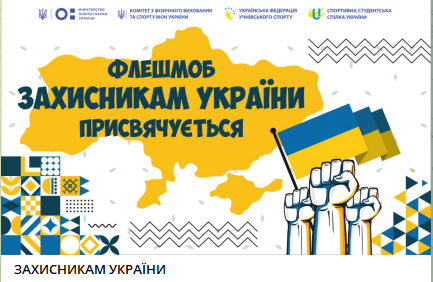 МІНІСТЕРСТВО
ОСВІТИ І НАУКИ
УКРАЇНИ
КОМІТЕТ З ФІЗИЧНОГО ВИХОВАННЯ
ТА СПОРТУ МОН УКРАЇНИ
УКРАЇНСЬКА ФЕДЕРАЦІЯ
УЧНІВСЬКОГО СПОРТУ
СПОРТИВНА СТУДЕНТСЬКА
СПІЛКА УКРАЇНИ
ФЛЕШМОБ
ЗАХИСНИКАМ УКРАЇНИ
ПРИСВЯЧУЄТЬСЯ
ЗАХИСНИКАМ УКРАЇНИ